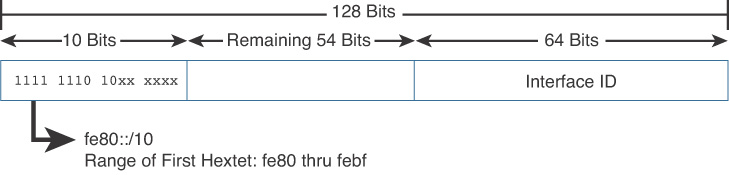 128 Bits
10 Bits Remaining 54 Bits 64 Bits
1111 1110 10xx xxxx Interface ID
fe80::/10
Range of First Hextet: fe80 thru febf